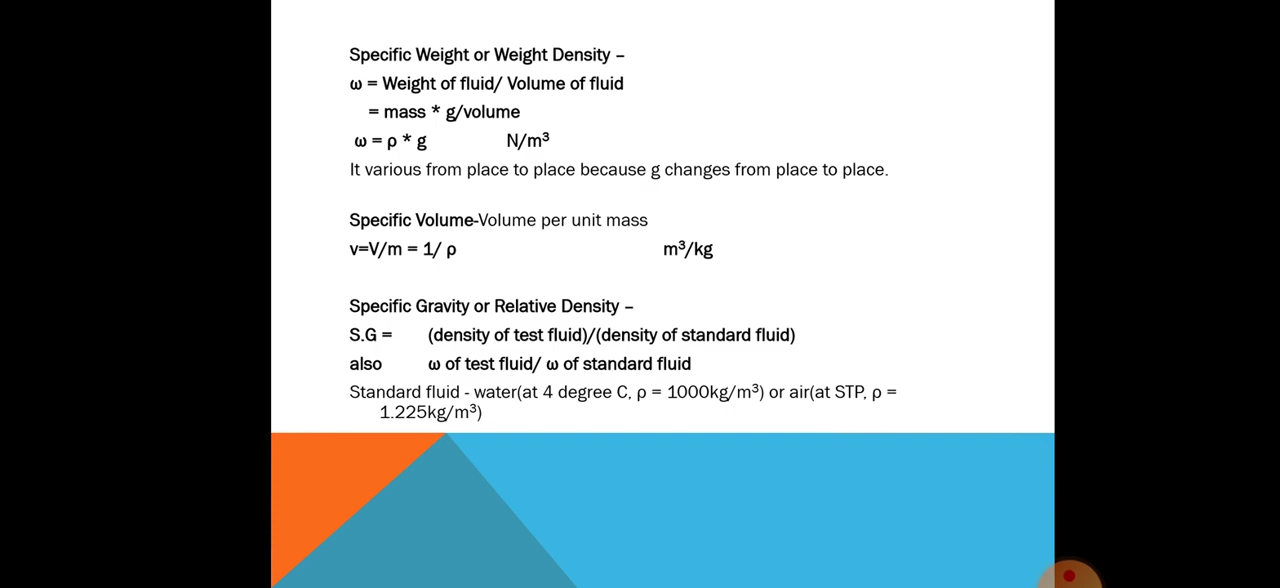 Specific Weight or Weight Density –
ω = Weight of fluid/ Volume of fluid
= mass * g/volume
ω = ρ * g N/m³
It various from place to place because g changes from place to place.
Specific Volume-Volume per unit mass
v=V/m = 1/ ρ m³/kg
Specific Gravity or Relative Density –
S.G = (density of test fluid)/(density of standard fluid)
also ω of test fluid/ ω of standard fluid
Standard fluid - water(at 4 degree C, ρ = 1000kg/m³) or air(at STP, ρ =
1.225kg/m³)